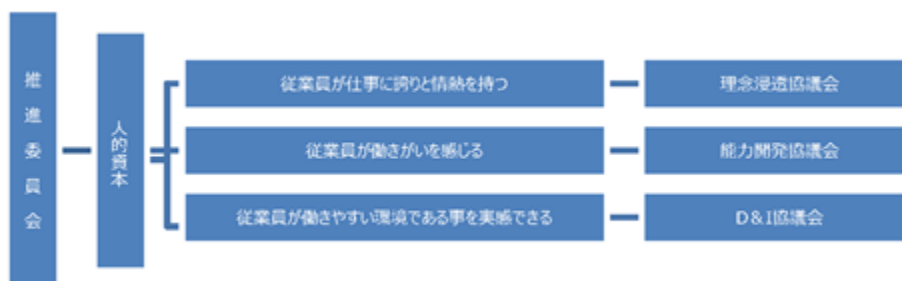 推進委員会
人的資本
従業員が仕事に誇りと情熱を持つ
理念浸透協議会
従業員が働きがいを感じる
能力開発協議会
従業員が働きやすい環境である事を実感できる
D&I協議会